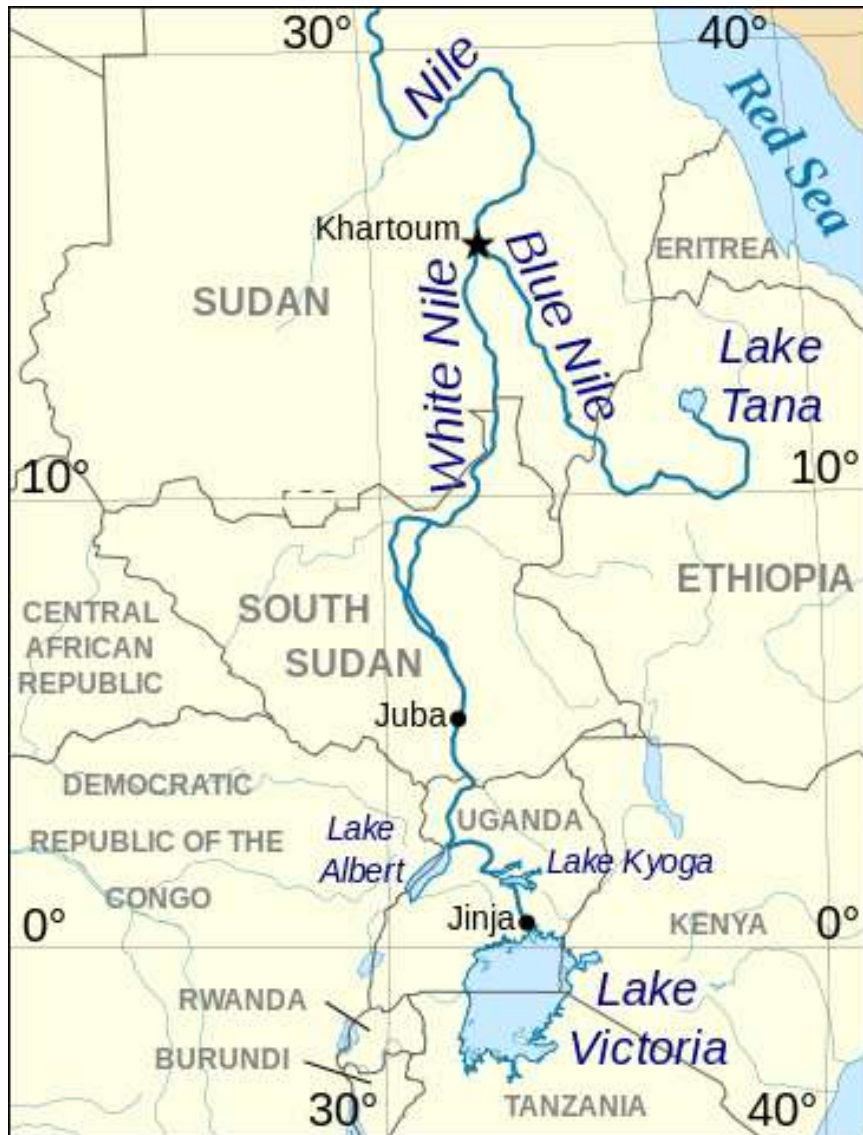 30°
40°
Nile
Red Sea
Khartoum
ERITREA
SUDAN
White Nile
Blue Nile
Lake
Tana
10°
10°
ETHIOPIA
CENTRAL
AFRICAN
REPUBLIC
SOUTH
SUDAN
Juba
DEMOCRATIC
REPUBLIC OF THE
CONGO
UGANDA
Lake
Albert
Lake Kyoga
Jinja
KENYA
0°
0°
RWANDA
BURUNDI
Lake
Victoria
30°
TANZANIA
40°